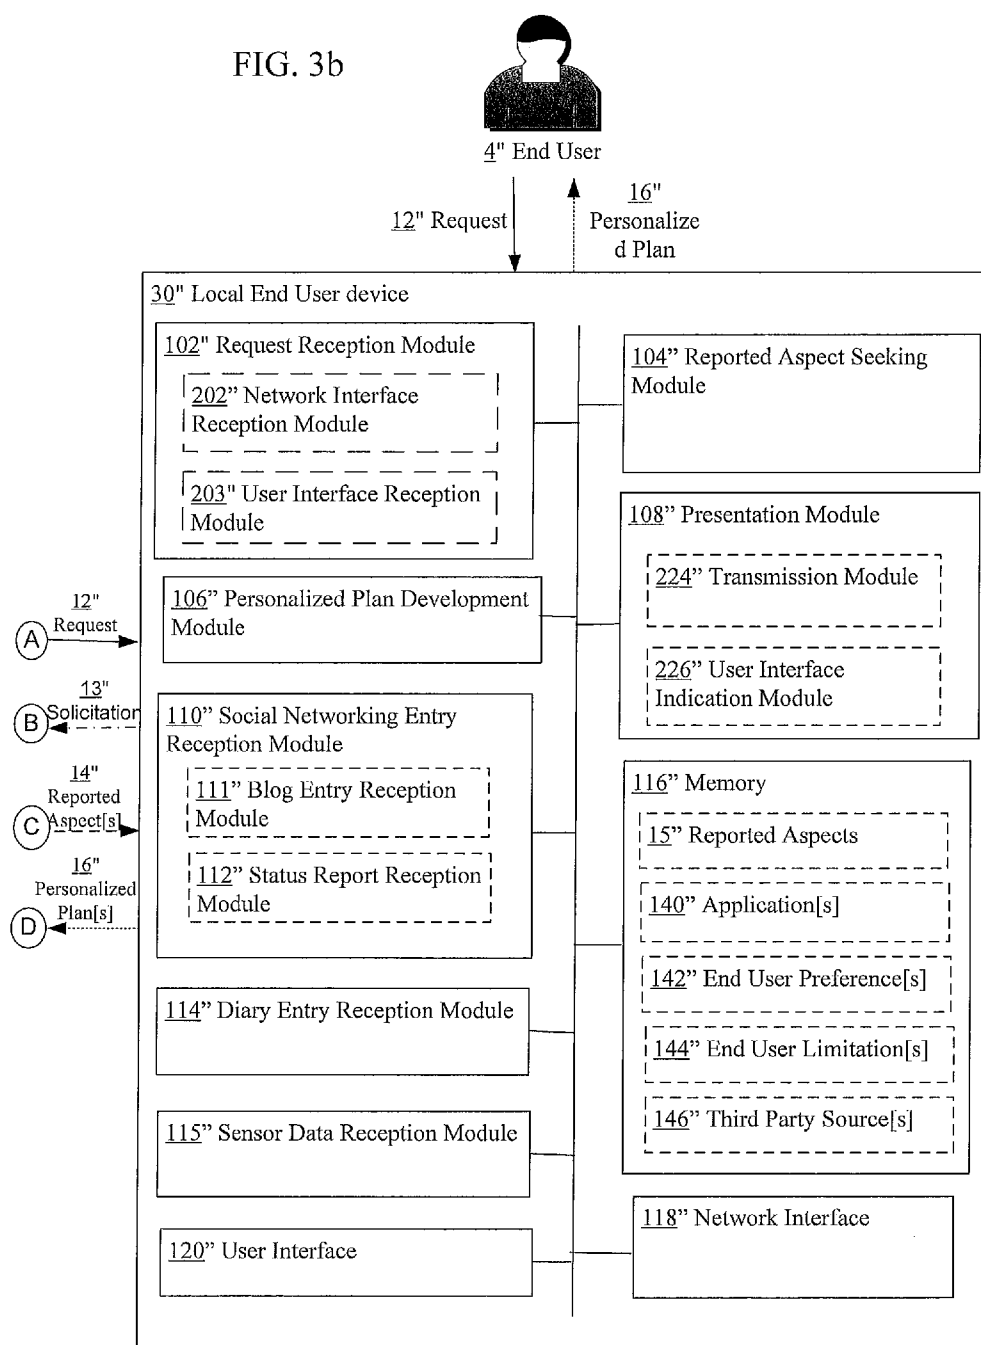 FIG. 3b
4" End User
12" Request
16"
Personalize
d Plan
30" Local End User device
102" Request Reception Module
202” Network Interface
Reception Module
203" User Interface Reception
Module
104” Reported Aspect Seeking
Module
108” Presentation Module
224” Transmission Module
226” User Interface
Indication Module
106” Personalized Plan Development
Module
12"
Request
A
13"
Solicitation
B
14"
Reported
Aspect[s]
C
16"
Personalized
Plan[s]
D
110” Social Networking Entry
Reception Module
111” Blog Entry Reception
Module
112” Status Report Reception
Module
116” Memory
15” Reported Aspects
140” Application[s]
142” End User Preference[s]
144” End User Limitation[s]
146” Third Party Source[s]
114” Diary Entry Reception Module
115” Sensor Data Reception Module
120” User Interface
118” Network Interface